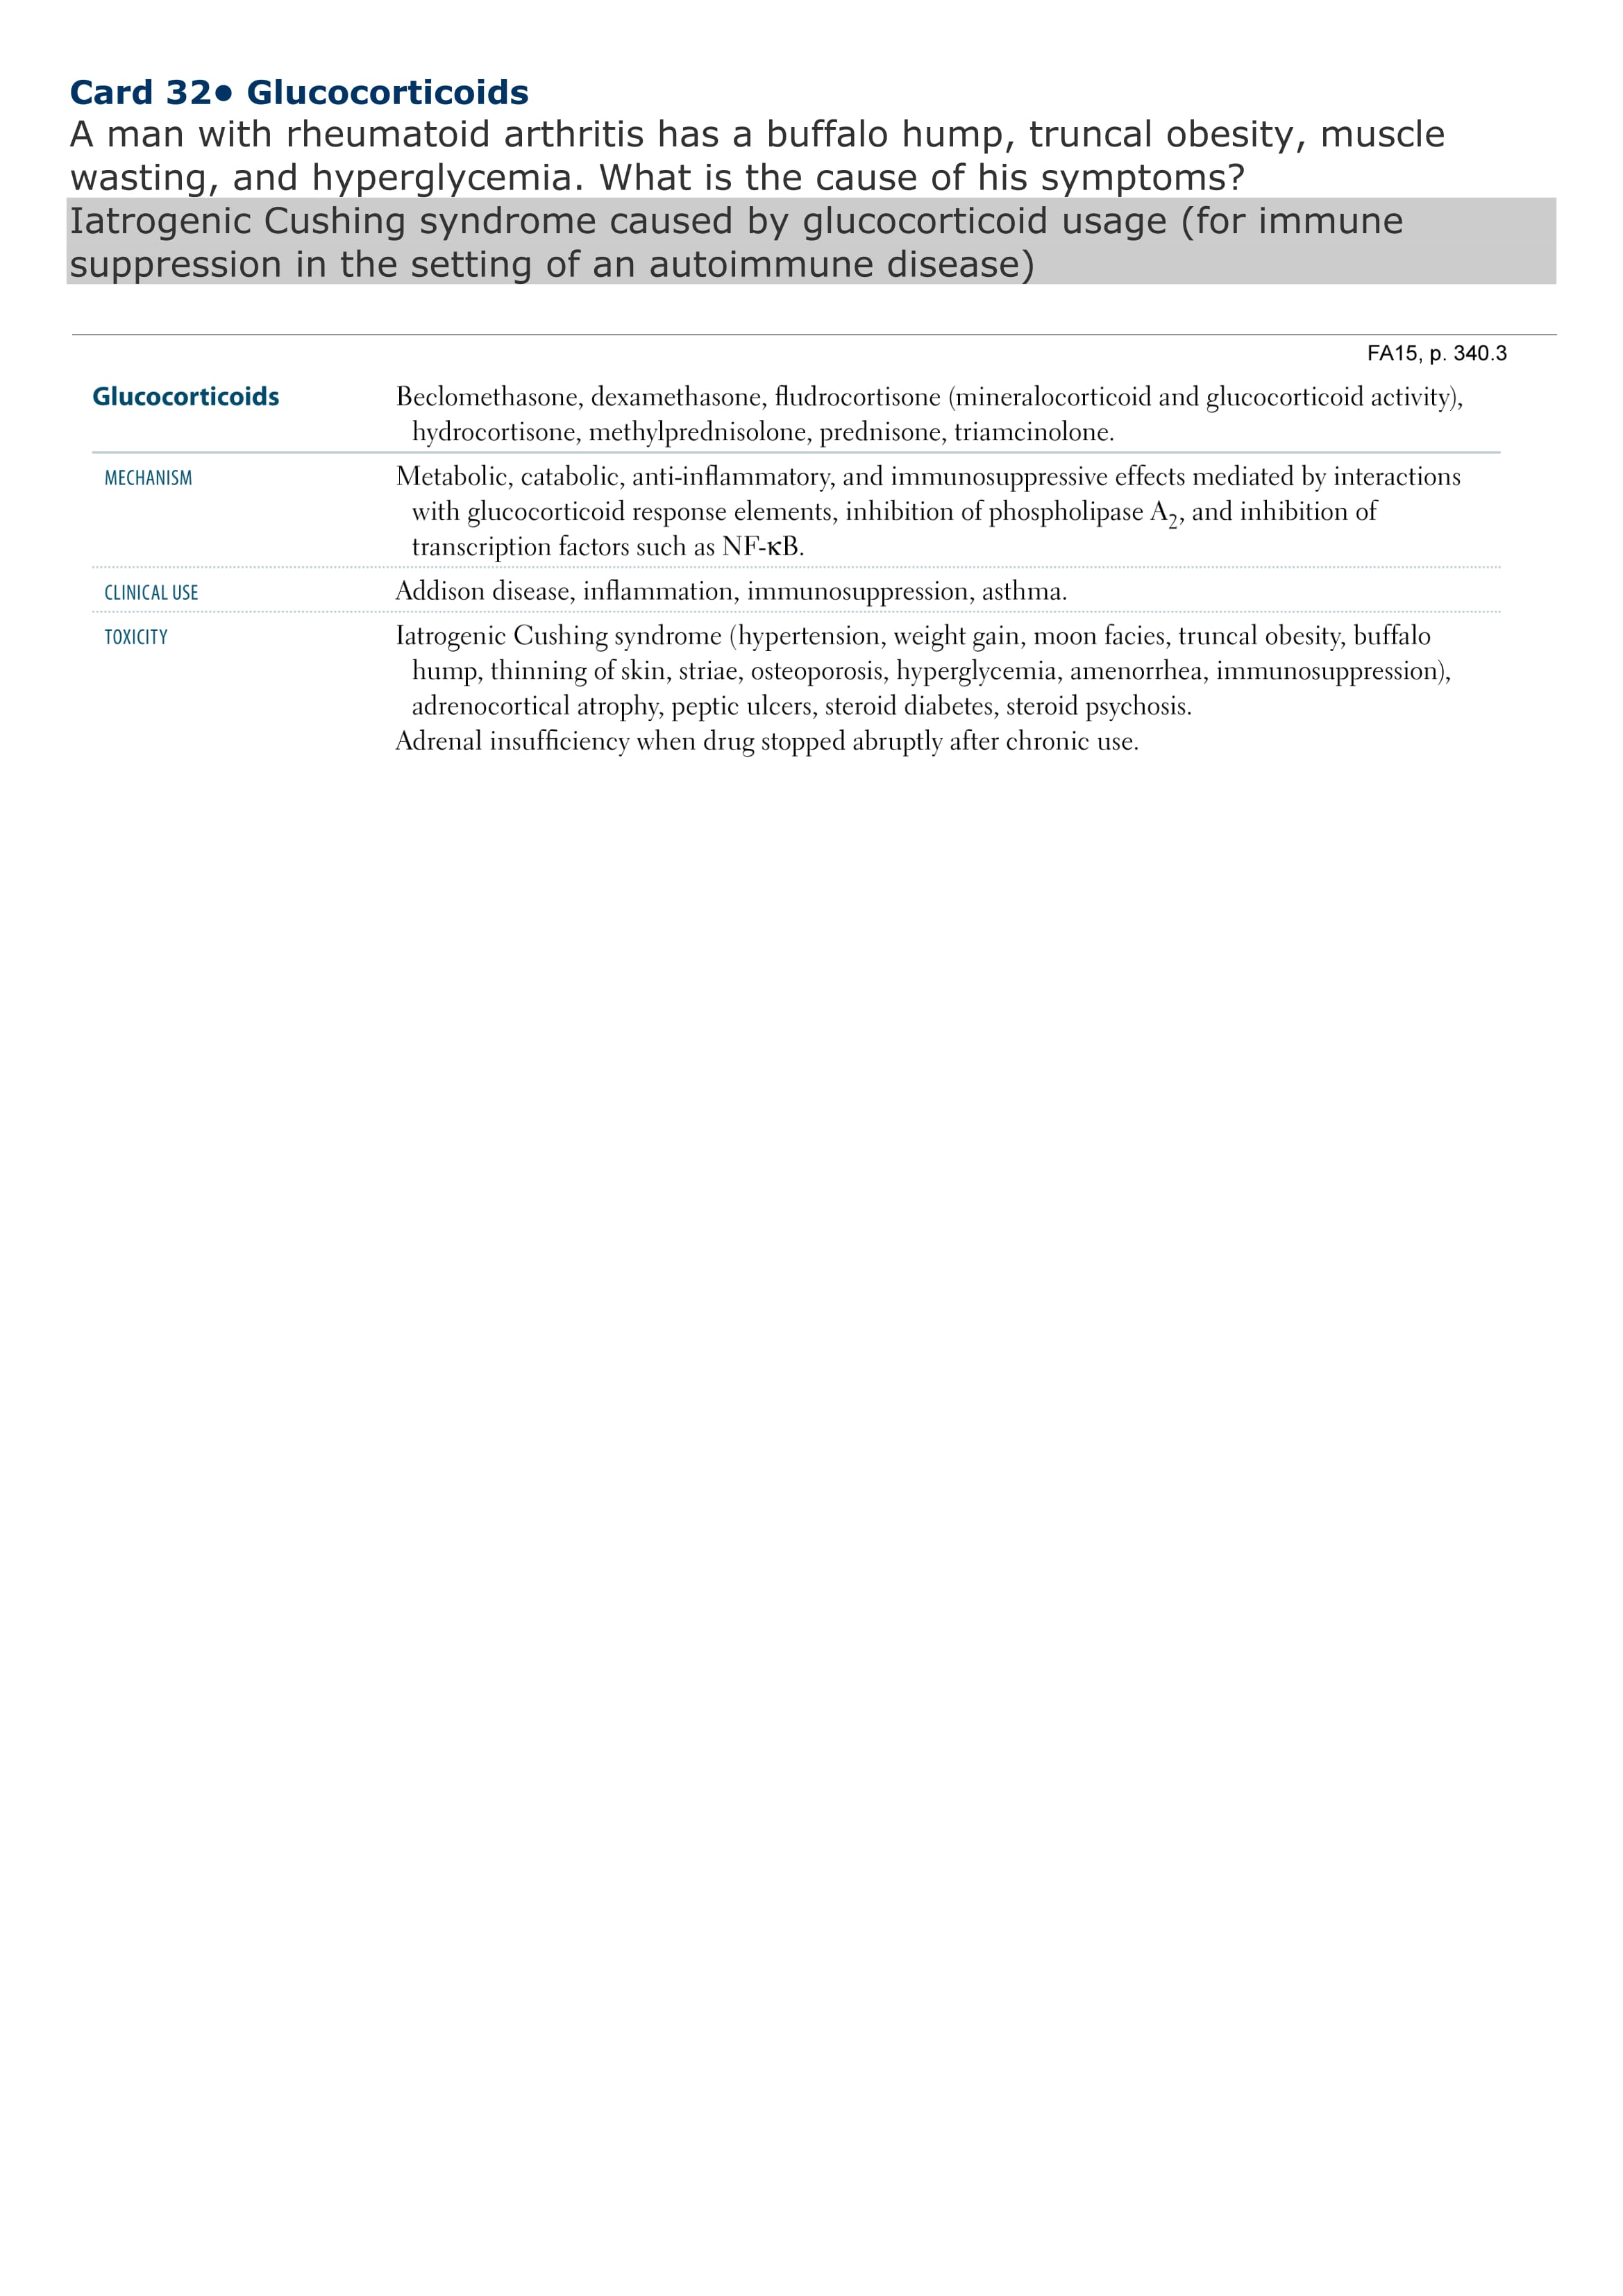 Card 32● Glucocorticoids
A man with rheumatoid arthritis has a buffalo hump, truncal obesity, muscle
wasting, and hyperglycemia. What is the cause of his symptoms?
Iatrogenic Cushing syndrome caused by glucocorticoid usage (for immune
suppression in the setting of an autoimmune disease)
FA15, p. 340.3
Glucocorticoids Beclomethasone, dexamethasone, fludrocortisone (mineralocorticoid and glucocorticoid activity),
hydrocortisone, methylprednisolone, prednisone, triamcinolone.
MECHANISM Metabolic, catabolic, anti-inflammatory, and immunosuppressive effects mediated by interactions
with glucocorticoid response elements, inhibition of phospholipase A₂, and inhibition of
transcription factors such as NF-κB.
CLINICAL USE Addison disease, inflammation, immunosuppression, asthma.
TOXICITY Iatrogenic Cushing syndrome (hypertension, weight gain, moon facies, truncal obesity, buffalo
hump, thinning of skin, striae, osteoporosis, hyperglycemia, amenorrhea, immunosuppression),
adrenocortical atrophy, peptic ulcers, steroid diabetes, steroid psychosis.
Adrenal insufficiency when drug stopped abruptly after chronic use.